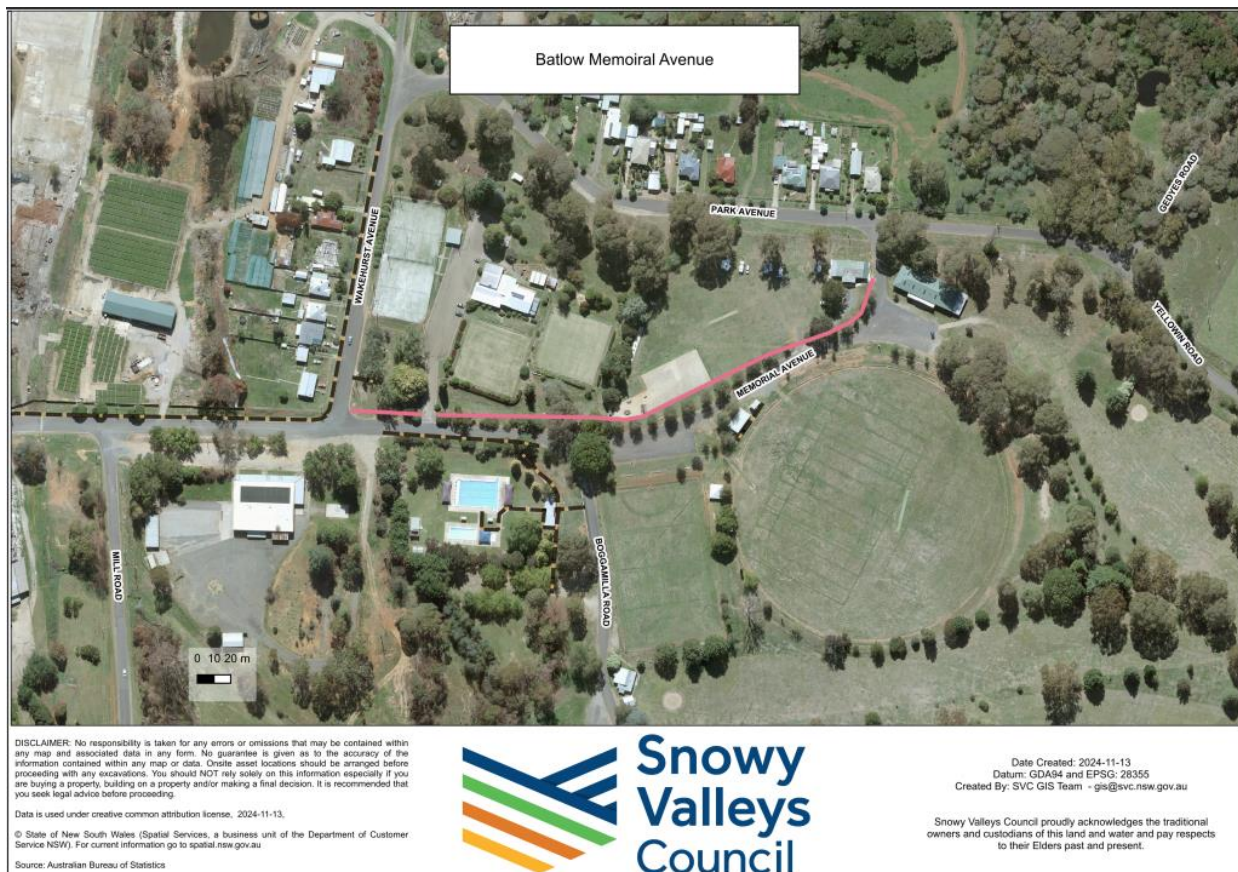 Batlow Memoiral Avenue
GEDYES ROAD
PARK AVENUE
WAKEHURST AVENUE
YELLOWIN ROAD
MEMORIAL AVENUE
MILL ROAD
BOGGAMILLA ROAD
0 10 20 m
DISCLAIMER: No responsibility is taken for any errors or omissions that may be contained within
any map and associated data in any form. No guarantee is given as to the accuracy of the
information contained within any map or data. Onsite asset locations should be arranged before
proceeding with any excavations. You should NOT rely solely on this information especially if you
are buying a property, building on a property and/or making a final decision. It is recommended that
you seek legal advice before proceeding.
Data is used under creative common attribution license, 2024-11-13,
© State of New South Wales (Spatial Services, a business unit of the Department of Customer
Service NSW). For current information go to spatial.nsw.gov.au
Source: Australian Bureau of Statistics
Snowy
Valleys
Council
Date Created: 2024-11-13
Datum: GDA94 and EPSG: 28355
Created By: SVC GIS Team - gis@svc.nsw.gov.au
Snowy Valleys Council proudly acknowledges the traditional
owners and custodians of this land and water and pay respects
to their Elders past and present.